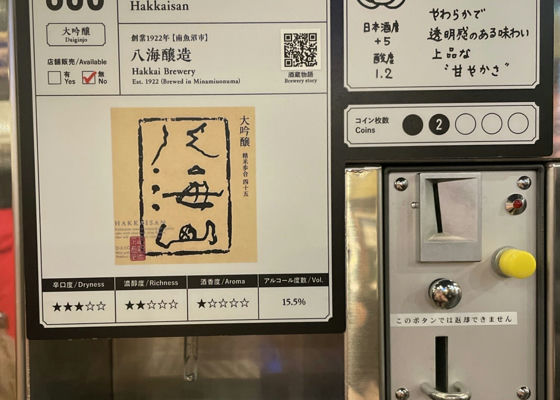 Hakkaisan
大吟醸
Daiginjo
店舗販売/Available
有
Yes
無
No
創業1922年【南魚沼市】
八海醸造
Hakkai Brewery
Est. 1922 (Brewed in Minamiuonuma)
酒蔵物語
Brewery story
大吟醸 精米歩合四十五
八海山
HAKKAISAN
辛口度/Dryness
濃醇度/Richness
酒香度/Aroma
アルコール度数/Vol.
★★★☆☆
★★☆☆☆
★☆☆☆☆
15.5%
日本酒度
+5
酸度
1.2
やわらかで
透明感のある味わい
上品な
"甘やかさ"
コイン枚数
Coins
2
このボタンでは返却できません